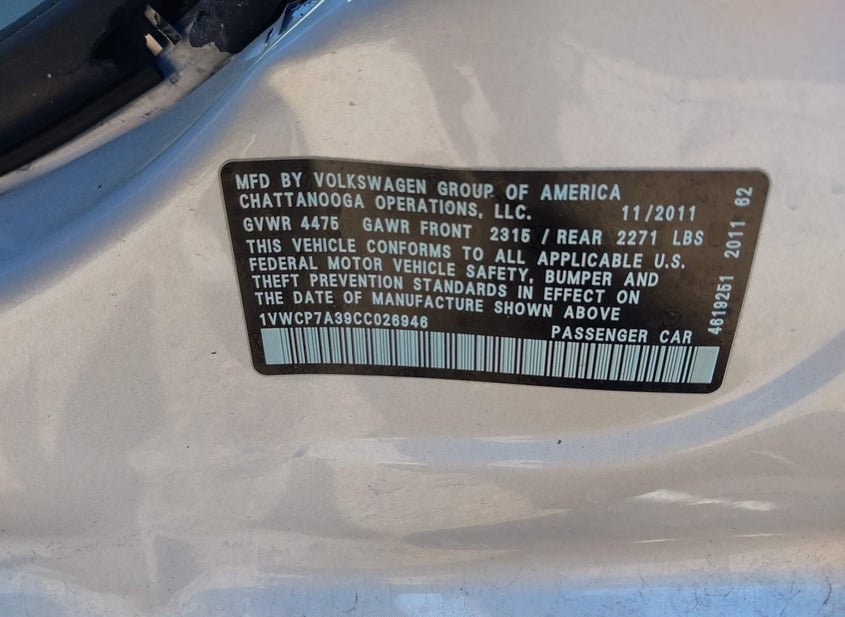 MFD BY VOLKSWAGEN GROUP OF AMERICA
CHATTANOOGA OPERATIONS, LLC. 11/2011
GVWR 4475 GAWR FRONT 2315 / REAR 2271 LBS
THIS VEHICLE CONFORMS TO ALL APPLICABLE U.S.
FEDERAL MOTOR VEHICLE SAFETY, BUMPER AND
THEFT PREVENTION STANDARDS IN EFFECT ON
THE DATE OF MANUFACTURE SHOWN ABOVE
1VWCP7A39CC026946 PASSENGER CAR
4619251 2011 62